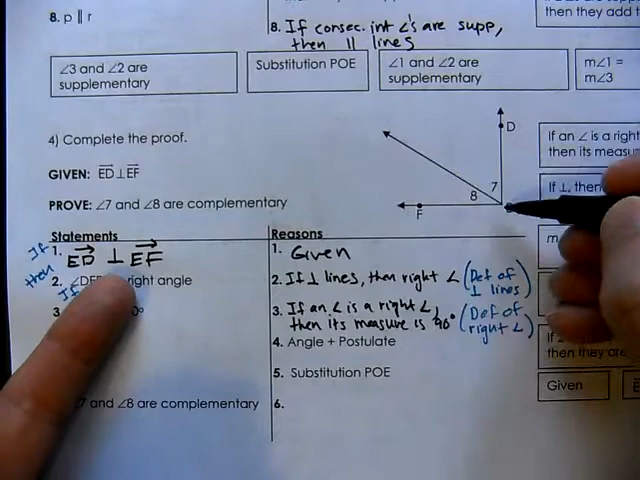 8. p ∥ r
8. If consec. int ∠'s are supp,
then ∥ lines
then they add t
∠3 and ∠2 are
supplementary
Substitution POE
∠1 and ∠2 are
supplementary
m∠1 =
m∠3
4) Complete the proof.
GIVEN: ED ⊥ EF
PROVE: ∠7 and ∠8 are complementary
D
7
8
F
If an ∠ is a right
then its measu
If ⊥, then
m
Statements
Reasons
If
1. ED ⊥ EF
1. Given
then
2. right angle
2. If ⊥ lines, then right ∠ (Def of
⊥ lines)
If
3.
3. If an ∠ is a right ∠,
then its measure is 90° (Def of
right ∠)
4. Angle + Postulate
5. Substitution POE
7 and ∠8 are complementary
6.
then they are
Given